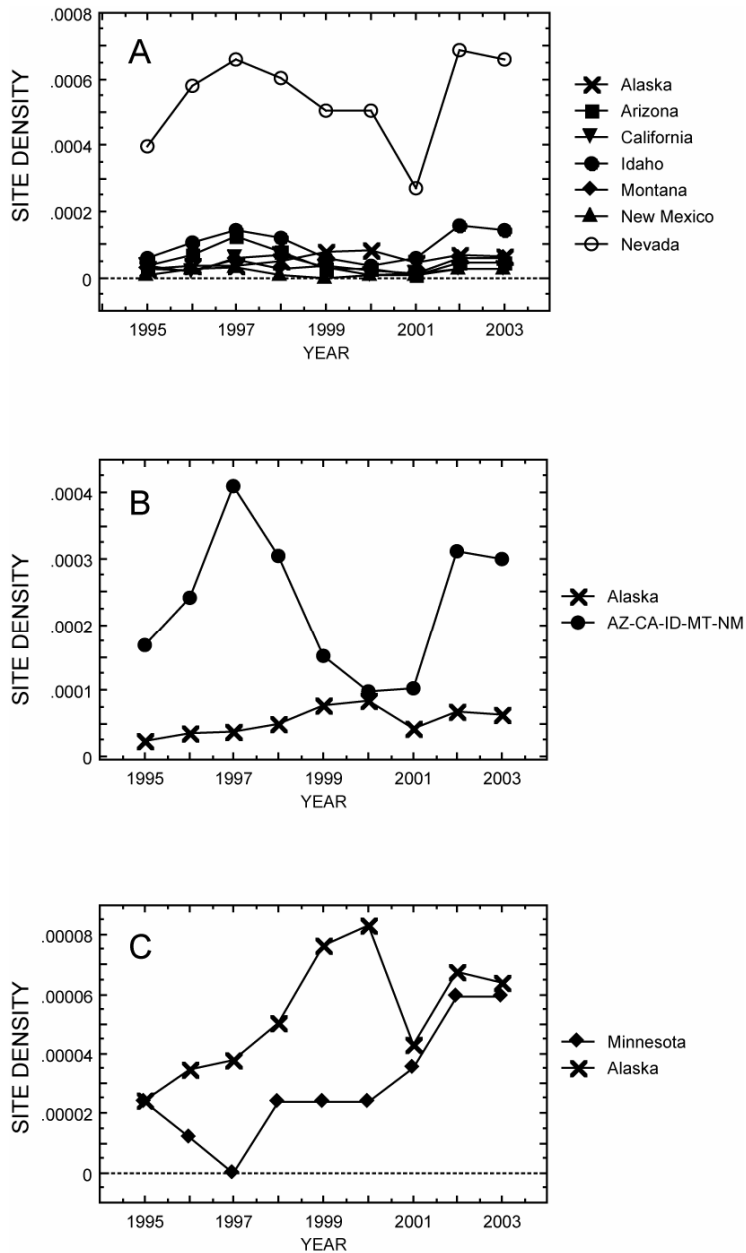 A
SITE DENSITY
.0008
.0006
.0004
.0002
0
1995
1997
1999
2001
2003
YEAR
Alaska
Arizona
California
Idaho
Montana
New Mexico
Nevada
B
SITE DENSITY
.0004
.0003
.0002
.0001
0
1995
1997
1999
2001
2003
YEAR
Alaska
AZ-CA-ID-MT-NM
C
SITE DENSITY
.00008
.00006
.00004
.00002
0
1995
1997
1999
2001
2003
YEAR
Minnesota
Alaska